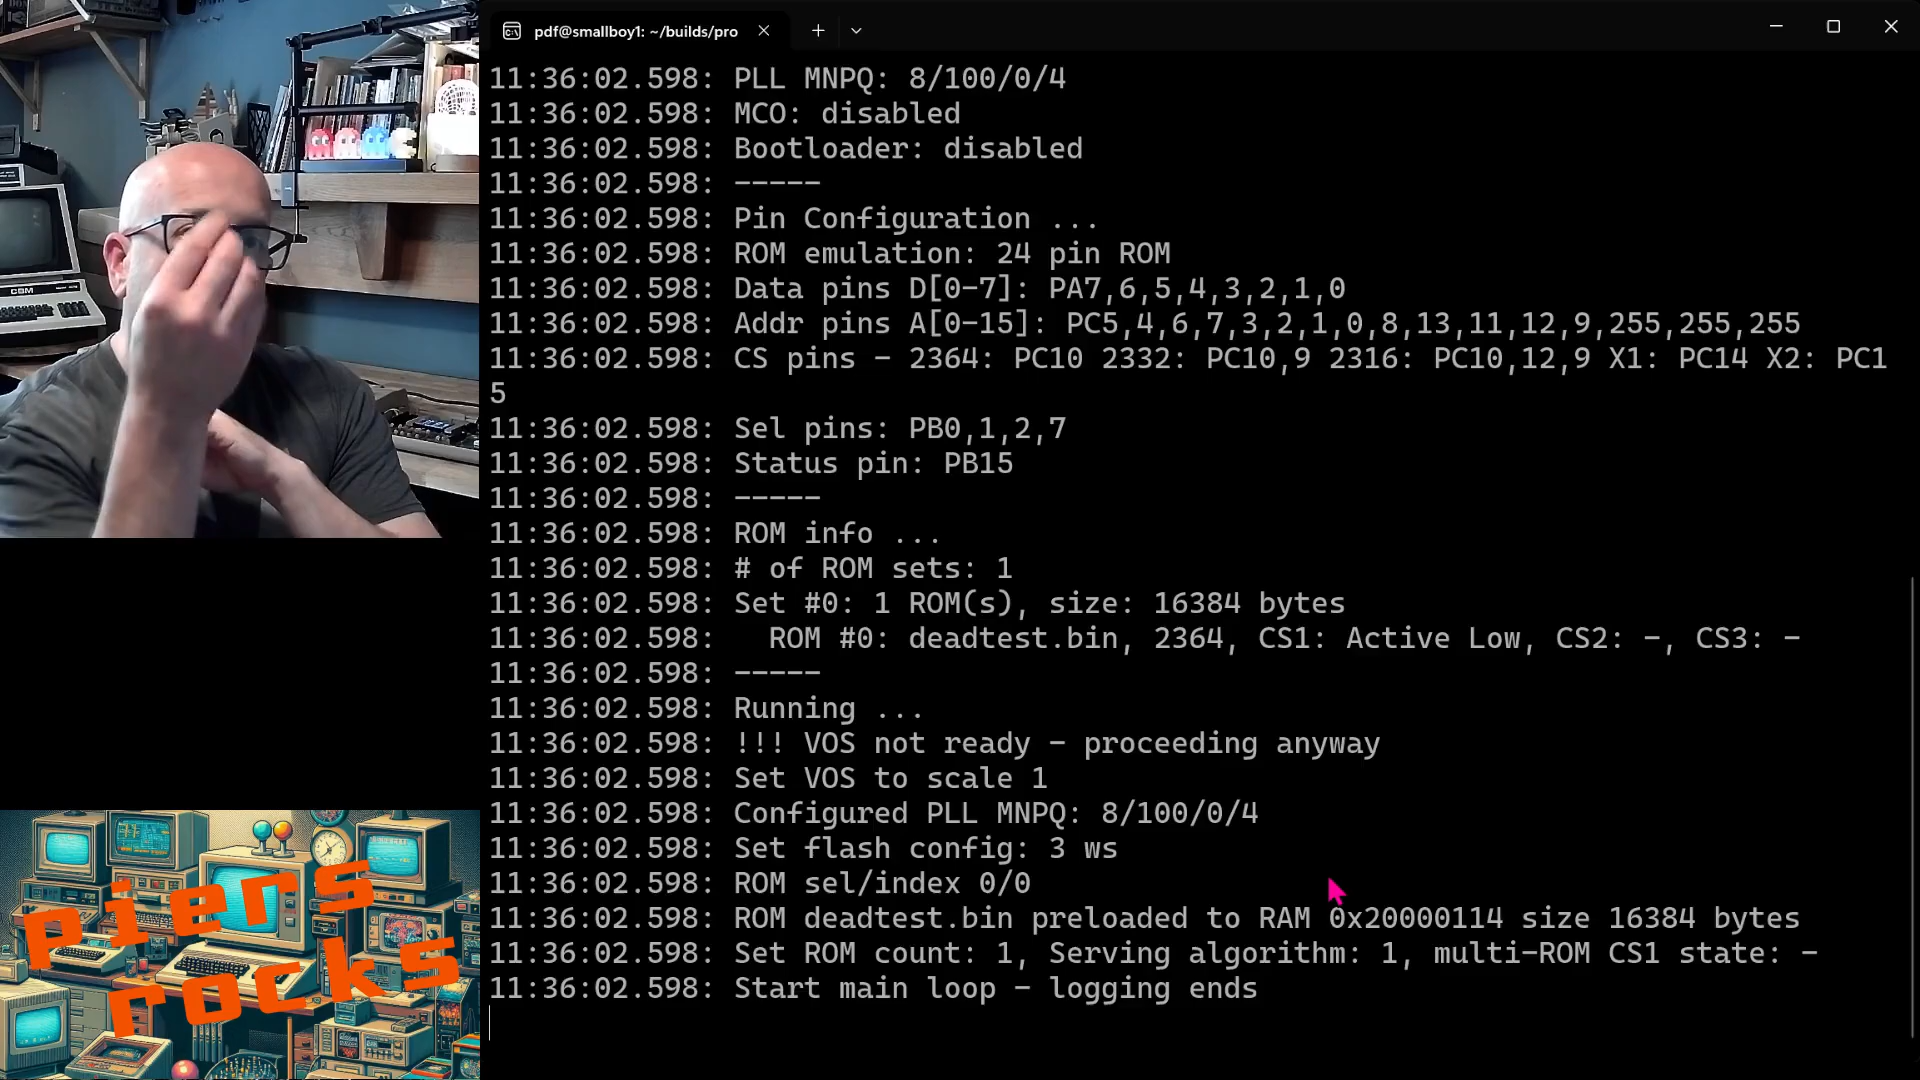 pdf@smallboy1: ~/builds/pro
11:36:02.598: PLL MNPQ: 8/100/0/4
11:36:02.598: MCO: disabled
11:36:02.598: Bootloader: disabled
11:36:02.598: -----
11:36:02.598: Pin Configuration ...
11:36:02.598: ROM emulation: 24 pin ROM
11:36:02.598: Data pins D[0-7]: PA7,6,5,4,3,2,1,0
11:36:02.598: Addr pins A[0-15]: PC5,4,6,7,3,2,1,0,8,13,11,12,9,255,255,255
11:36:02.598: CS pins - 2364: PC10 2332: PC10,9 2316: PC10,12,9 X1: PC14 X2: PC1
5
11:36:02.598: Sel pins: PB0,1,2,7
11:36:02.598: Status pin: PB15
11:36:02.598: -----
11:36:02.598: ROM info ...
11:36:02.598: # of ROM sets: 1
11:36:02.598: Set #0: 1 ROM(s), size: 16384 bytes
11:36:02.598:   ROM #0: deadtest.bin, 2364, CS1: Active Low, CS2: -, CS3: -
11:36:02.598: -----
11:36:02.598: Running ...
11:36:02.598: !!! VOS not ready - proceeding anyway
11:36:02.598: Set VOS to scale 1
11:36:02.598: Configured PLL MNPQ: 8/100/0/4
11:36:02.598: Set flash config: 3 ws
11:36:02.598: ROM sel/index 0/0
11:36:02.598: ROM deadtest.bin preloaded to RAM 0x20000114 size 16384 bytes
11:36:02.598: Set ROM count: 1, Serving algorithm: 1, multi-ROM CS1 state: -
11:36:02.598: Start main loop - logging ends
CBM
piers
rocks